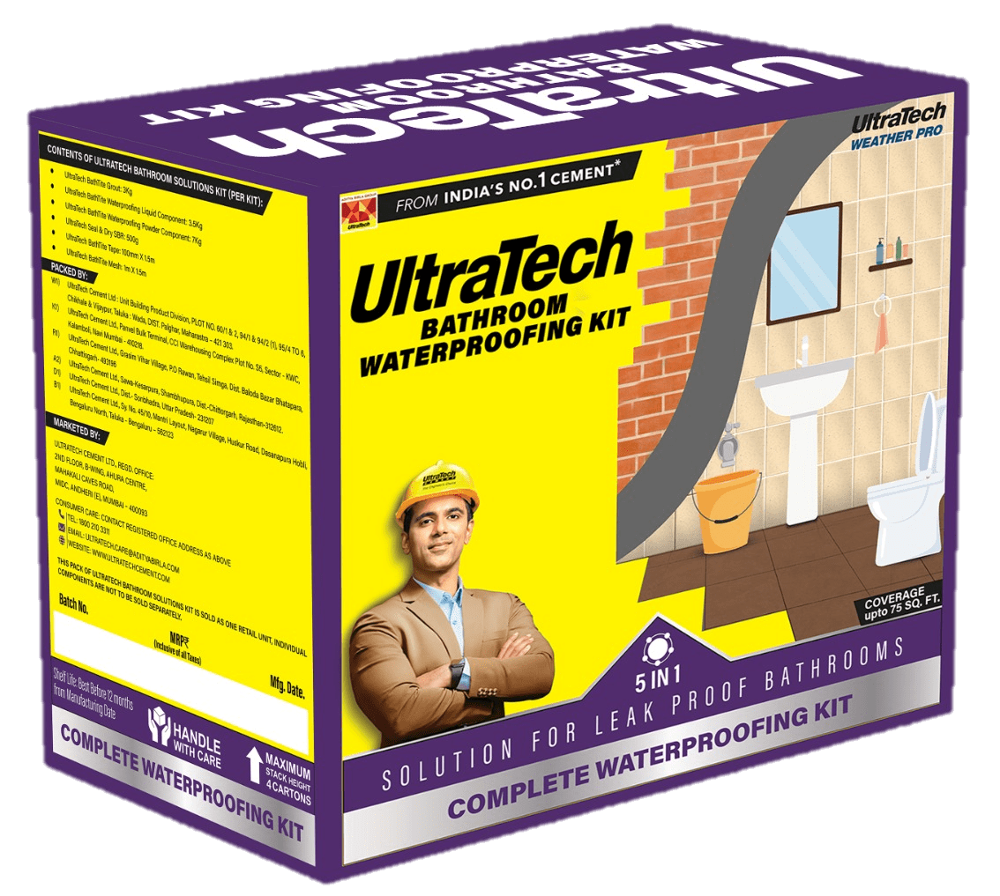 UltraTech
BATHROOM
WATERPROOFING KIT
CONTENTS OF ULTRATECH BATHROOM SOLUTIONS KIT (PER KIT):
• UltraTech BathTite Grout: 3Kg
• UltraTech BathTite Waterproofing Liquid Component: 3.5Kg
• UltraTech BathTite Waterproofing Powder Component: 7Kg
• UltraTech Seal & Dry SBR: 500g
• UltraTech BathTite Tape: 100mm X 1.5m
• UltraTech BathTite Mesh: 1m X 1.5m
PACKED BY:
W1) UltraTech Cement Ltd : Unit Building Product Division, PLOT NO. 60/1 & 2, 94/1 & 94/2 (1), 95/4 TO 6,
Chikhale & Vijaypur, Taluka : Wada, DIST. Palghar, Maharastra - 421 303.
K1) UltraTech Cement Ltd., Panvel Bulk Terminal, CCI Warehousing Complex Plot No. S5, Sector - KWC,
Kalamboli, Navi Mumbai - 410218.
R1) UltraTech Cement Ltd., Grasim Vihar Village, P.O Rawan, Tehsil Simga, Dist. Baloda Bazar Bhatapara,
Chhattisgarh- 493196
A2) UltraTech Cement Ltd., Sawa-Kesarpura, Shambhupura, Dist.-Chittorgarh, Rajasthan-312612.
D1) UltraTech Cement Ltd., Dist.- Sonbhadra, Uttar Pradesh- 231207
B1) UltraTech Cement Ltd., Sy. No. 45/10, Mantri Layout, Nagarur Village, Huskur Road, Dasanapura Hobli,
Bengaluru North, Taluka - Bengaluru – 562123
MARKETED BY:
ULTRATECH CEMENT LTD., REGD. OFFICE:
2ND FLOOR, B-WING, AHURA CENTRE,
MAHAKALI CAVES ROAD,
MIDC, ANDHERI (E), MUMBAI - 400093
CONSUMER CARE: CONTACT REGISTERED OFFICE ADDRESS AS ABOVE
TEL: 1800 210 3311
EMAIL: ULTRATECH.CARE@ADITYABIRLA.COM
WEBSITE: WWW.ULTRATECHCEMENT.COM
THIS PACK OF ULTRATECH BATHROOM SOLUTIONS KIT IS SOLD AS ONE RETAIL UNIT, INDIVIDUAL
COMPONENTS ARE NOT TO BE SOLD SEPARATELY.
Batch No.
MRP₹
(Inclusive of all Taxes)
Mfg. Date.
Shelf Life: Best Before 12 months
from Manufacturing Date
HANDLE
WITH CARE
MAXIMUM
STACK HEIGHT
4 CARTONS
COMPLETE WATERPROOFING KIT
ADITYA BIRLA GROUP
UltraTech
FROM INDIA'S NO.1 CEMENT*
UltraTech
BATHROOM
WATERPROOFING KIT
UltraTech
WEATHER PRO
UltraTech
CEMENT
The Engineer's Choice
COVERAGE
upto 75 SQ. FT.
5 IN 1
SOLUTION FOR LEAK PROOF BATHROOMS
COMPLETE WATERPROOFING KIT